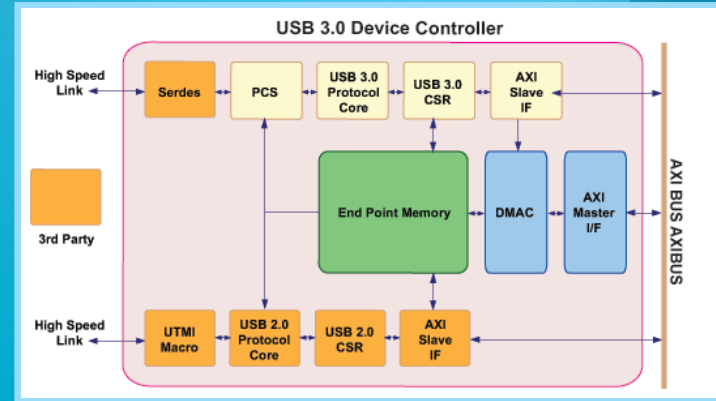 USB 3.0 Device Controller
High Speed
Link
Serdes
PCS
USB 3.0
Protocol
Core
USB 3.0
CSR
AXI
Slave
IF
3rd Party
End Point Memory
DMAC
AXI
Master
I/F
AXI BUS AXIBUS
High Speed
Link
UTMI
Macro
USB 2.0
Protocol
Core
USB 2.0
CSR
AXI
Slave
IF